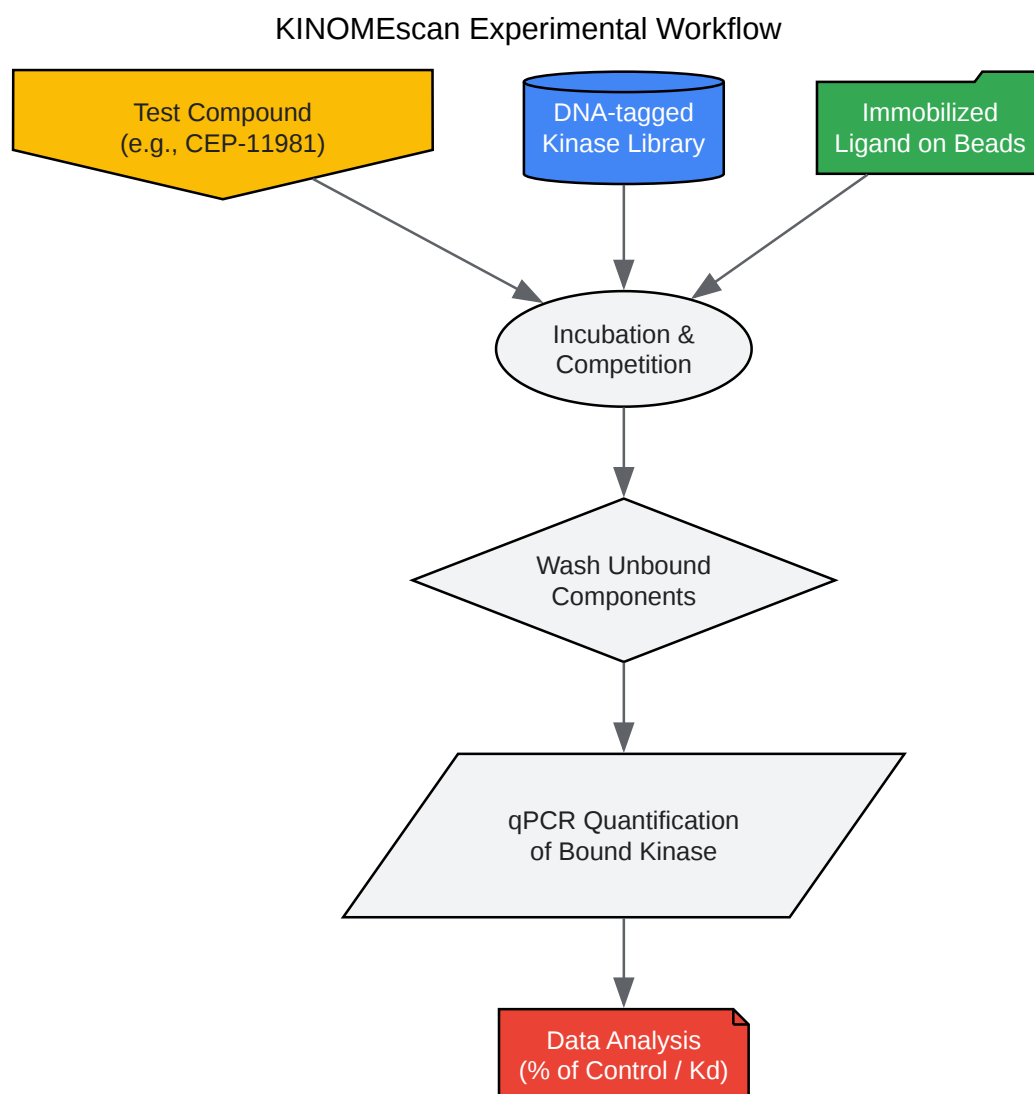 KINOMEscan Experimental Workflow
Test Compound
(e.g., CEP-11981)
DNA-tagged
Kinase Library
Immobilized
Ligand on Beads
Incubation &
Competition
Wash Unbound
Components
qPCR Quantification
of Bound Kinase
Data Analysis
(% of Control / Kd)